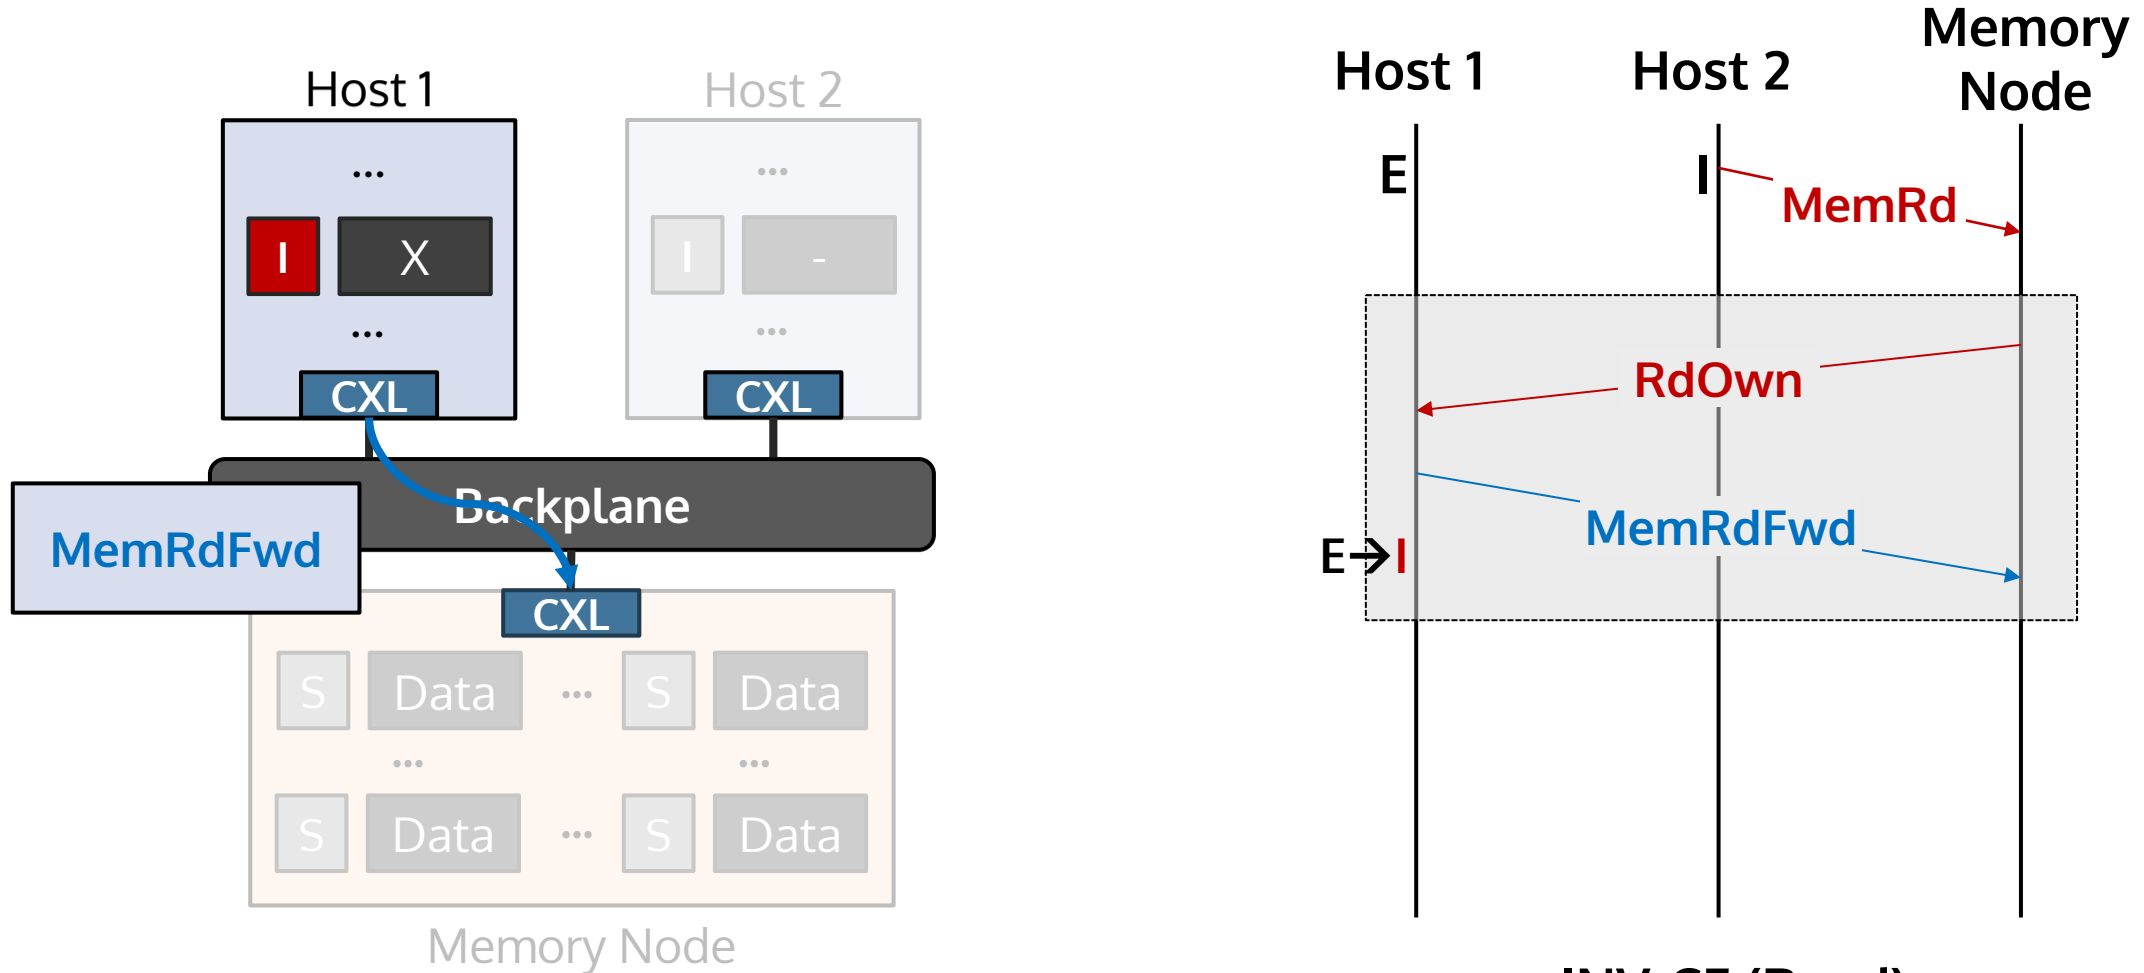 Host 1
Host 2
...
...
I
X
I
-
...
...
CXL
CXL
Backplane
MemRdFwd
CXL
S
Data
...
S
Data
...
...
S
Data
...
S
Data
Memory Node
Host 1
Host 2
Memory
Node
E
I
MemRd
RdOwn
MemRdFwd
E→I